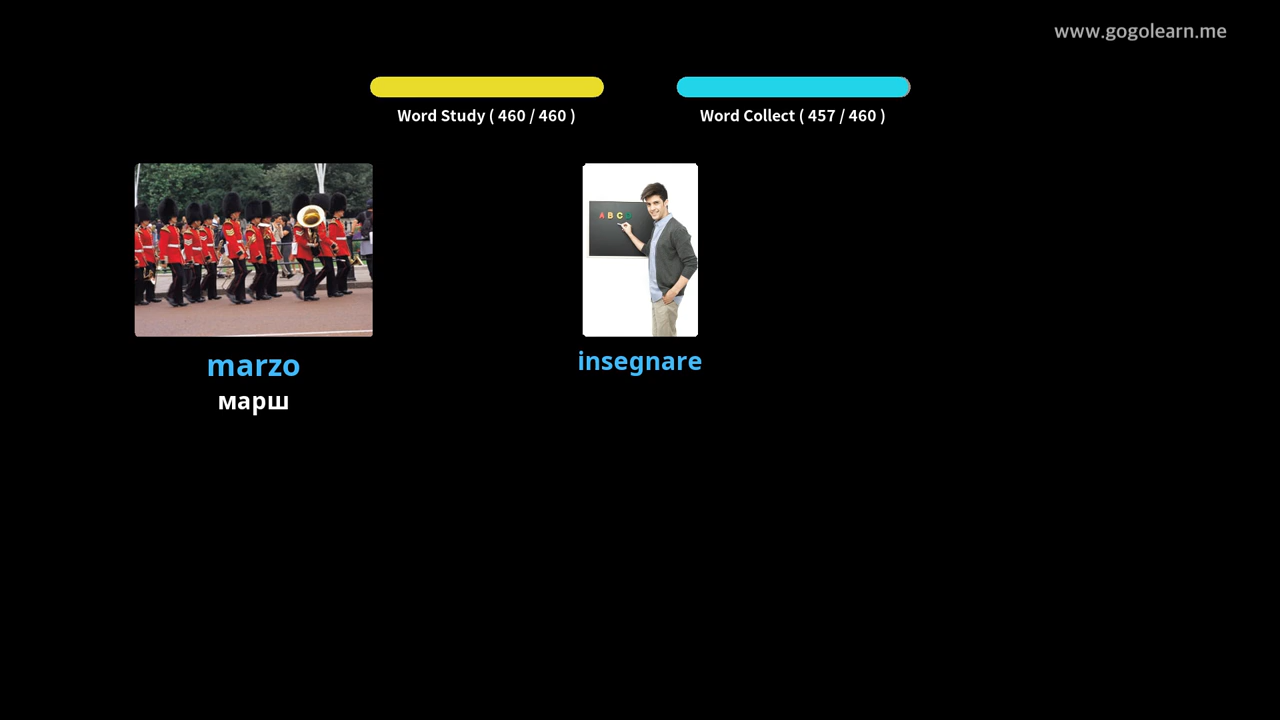 www.gogolearn.me
Word Study ( 460 / 460 )
Word Collect ( 457 / 460 )
A B C D
marzo
марш
insegnare